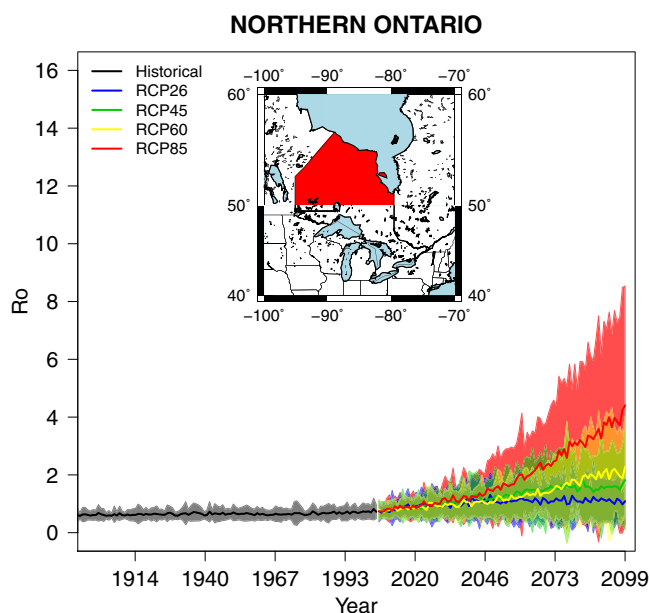 NORTHERN ONTARIO
16
14
12
10
8
6
4
2
0
Ro
Historical
RCP26
RCP45
RCP60
RCP85
−100° −90° −80° −70°
60° 60°
50° 50°
40° 40°
−100° −90° −80° −70°
1914 1940 1967 1993 2020 2046 2073 2099
Year